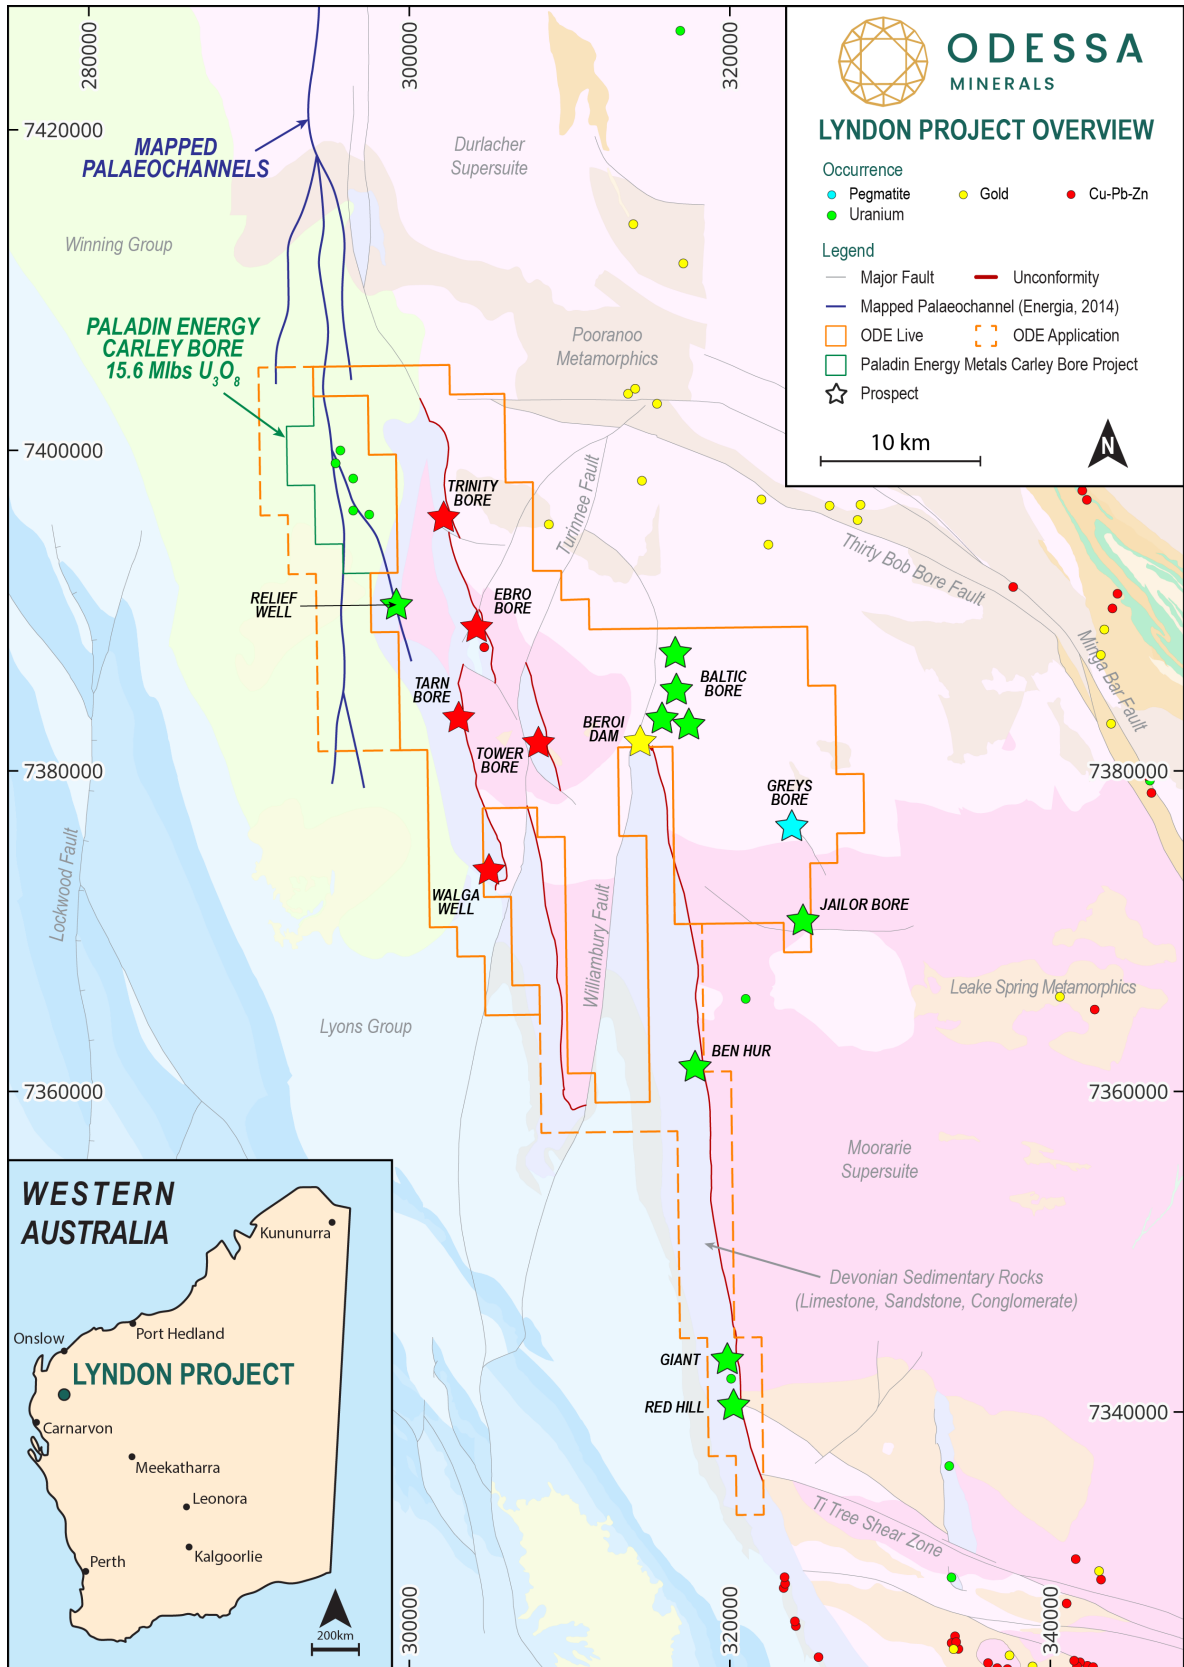 280000
300000
320000
7420000
7400000
7380000
7360000
7380000
7360000
7340000
300000
320000
340000
ODESSA
MINERALS
LYNDON PROJECT OVERVIEW
Occurrence
Pegmatite
Gold
Cu-Pb-Zn
Uranium
Legend
Major Fault
Unconformity
Mapped Palaeochannel (Energia, 2014)
ODE Live
ODE Application
Paladin Energy Metals Carley Bore Project
Prospect
10 km
N
MAPPED
PALAEOCHANNELS
Durlacher
Supersuite
Winning Group
PALADIN ENERGY
CARLEY BORE
15.6 Mlbs U3O8
Pooranoo
Metamorphics
TRINITY
BORE
Turinnee Fault
Thirty Bob Bore Fault
Minga Bar Fault
RELIEF
WELL
EBRO
BORE
TARN
BORE
TOWER
BORE
BEROI
DAM
BALTIC
BORE
GREYS
BORE
WALGA
WELL
JAILOR BORE
Lockwood Fault
Williambury Fault
Leake Spring Metamorphics
Lyons Group
BEN HUR
Moorarie
Supersuite
Devonian Sedimentary Rocks
(Limestone, Sandstone, Conglomerate)
GIANT
RED HILL
Ti Tree Shear Zone
WESTERN
AUSTRALIA
Kununurra
Port Hedland
Onslow
LYNDON PROJECT
Carnarvon
Meekatharra
Leonora
Kalgoorlie
Perth
200km